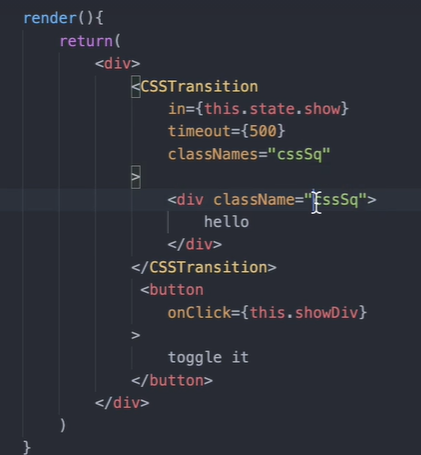 render(){
return(
<div>
<CSSTransition
in={this.state.show}
timeout={500}
classNames="cssSq"
>
<div className="cssSq">
hello
</div>
</CSSTransition>
<button
onClick={this.showDiv}
>
toggle it
</button>
</div>
)
}